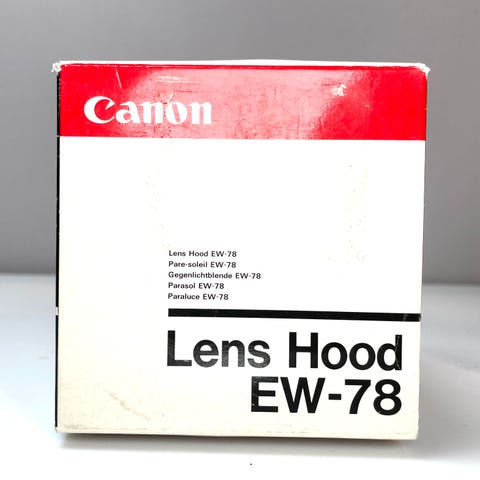 Canon
Lens Hood EW-78
Pare-soleil EW-78
Gegenlichtblende EW-78
Parasol EW-78
Paraluce EW-78
Lens Hood
EW-78